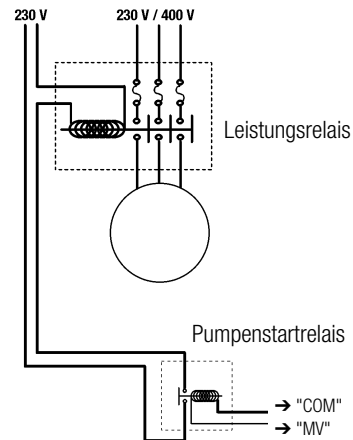 230 V 230 V / 400 V
Leistungsrelais
Pumpenstartrelais
➔ "COM"
➔ "MV"